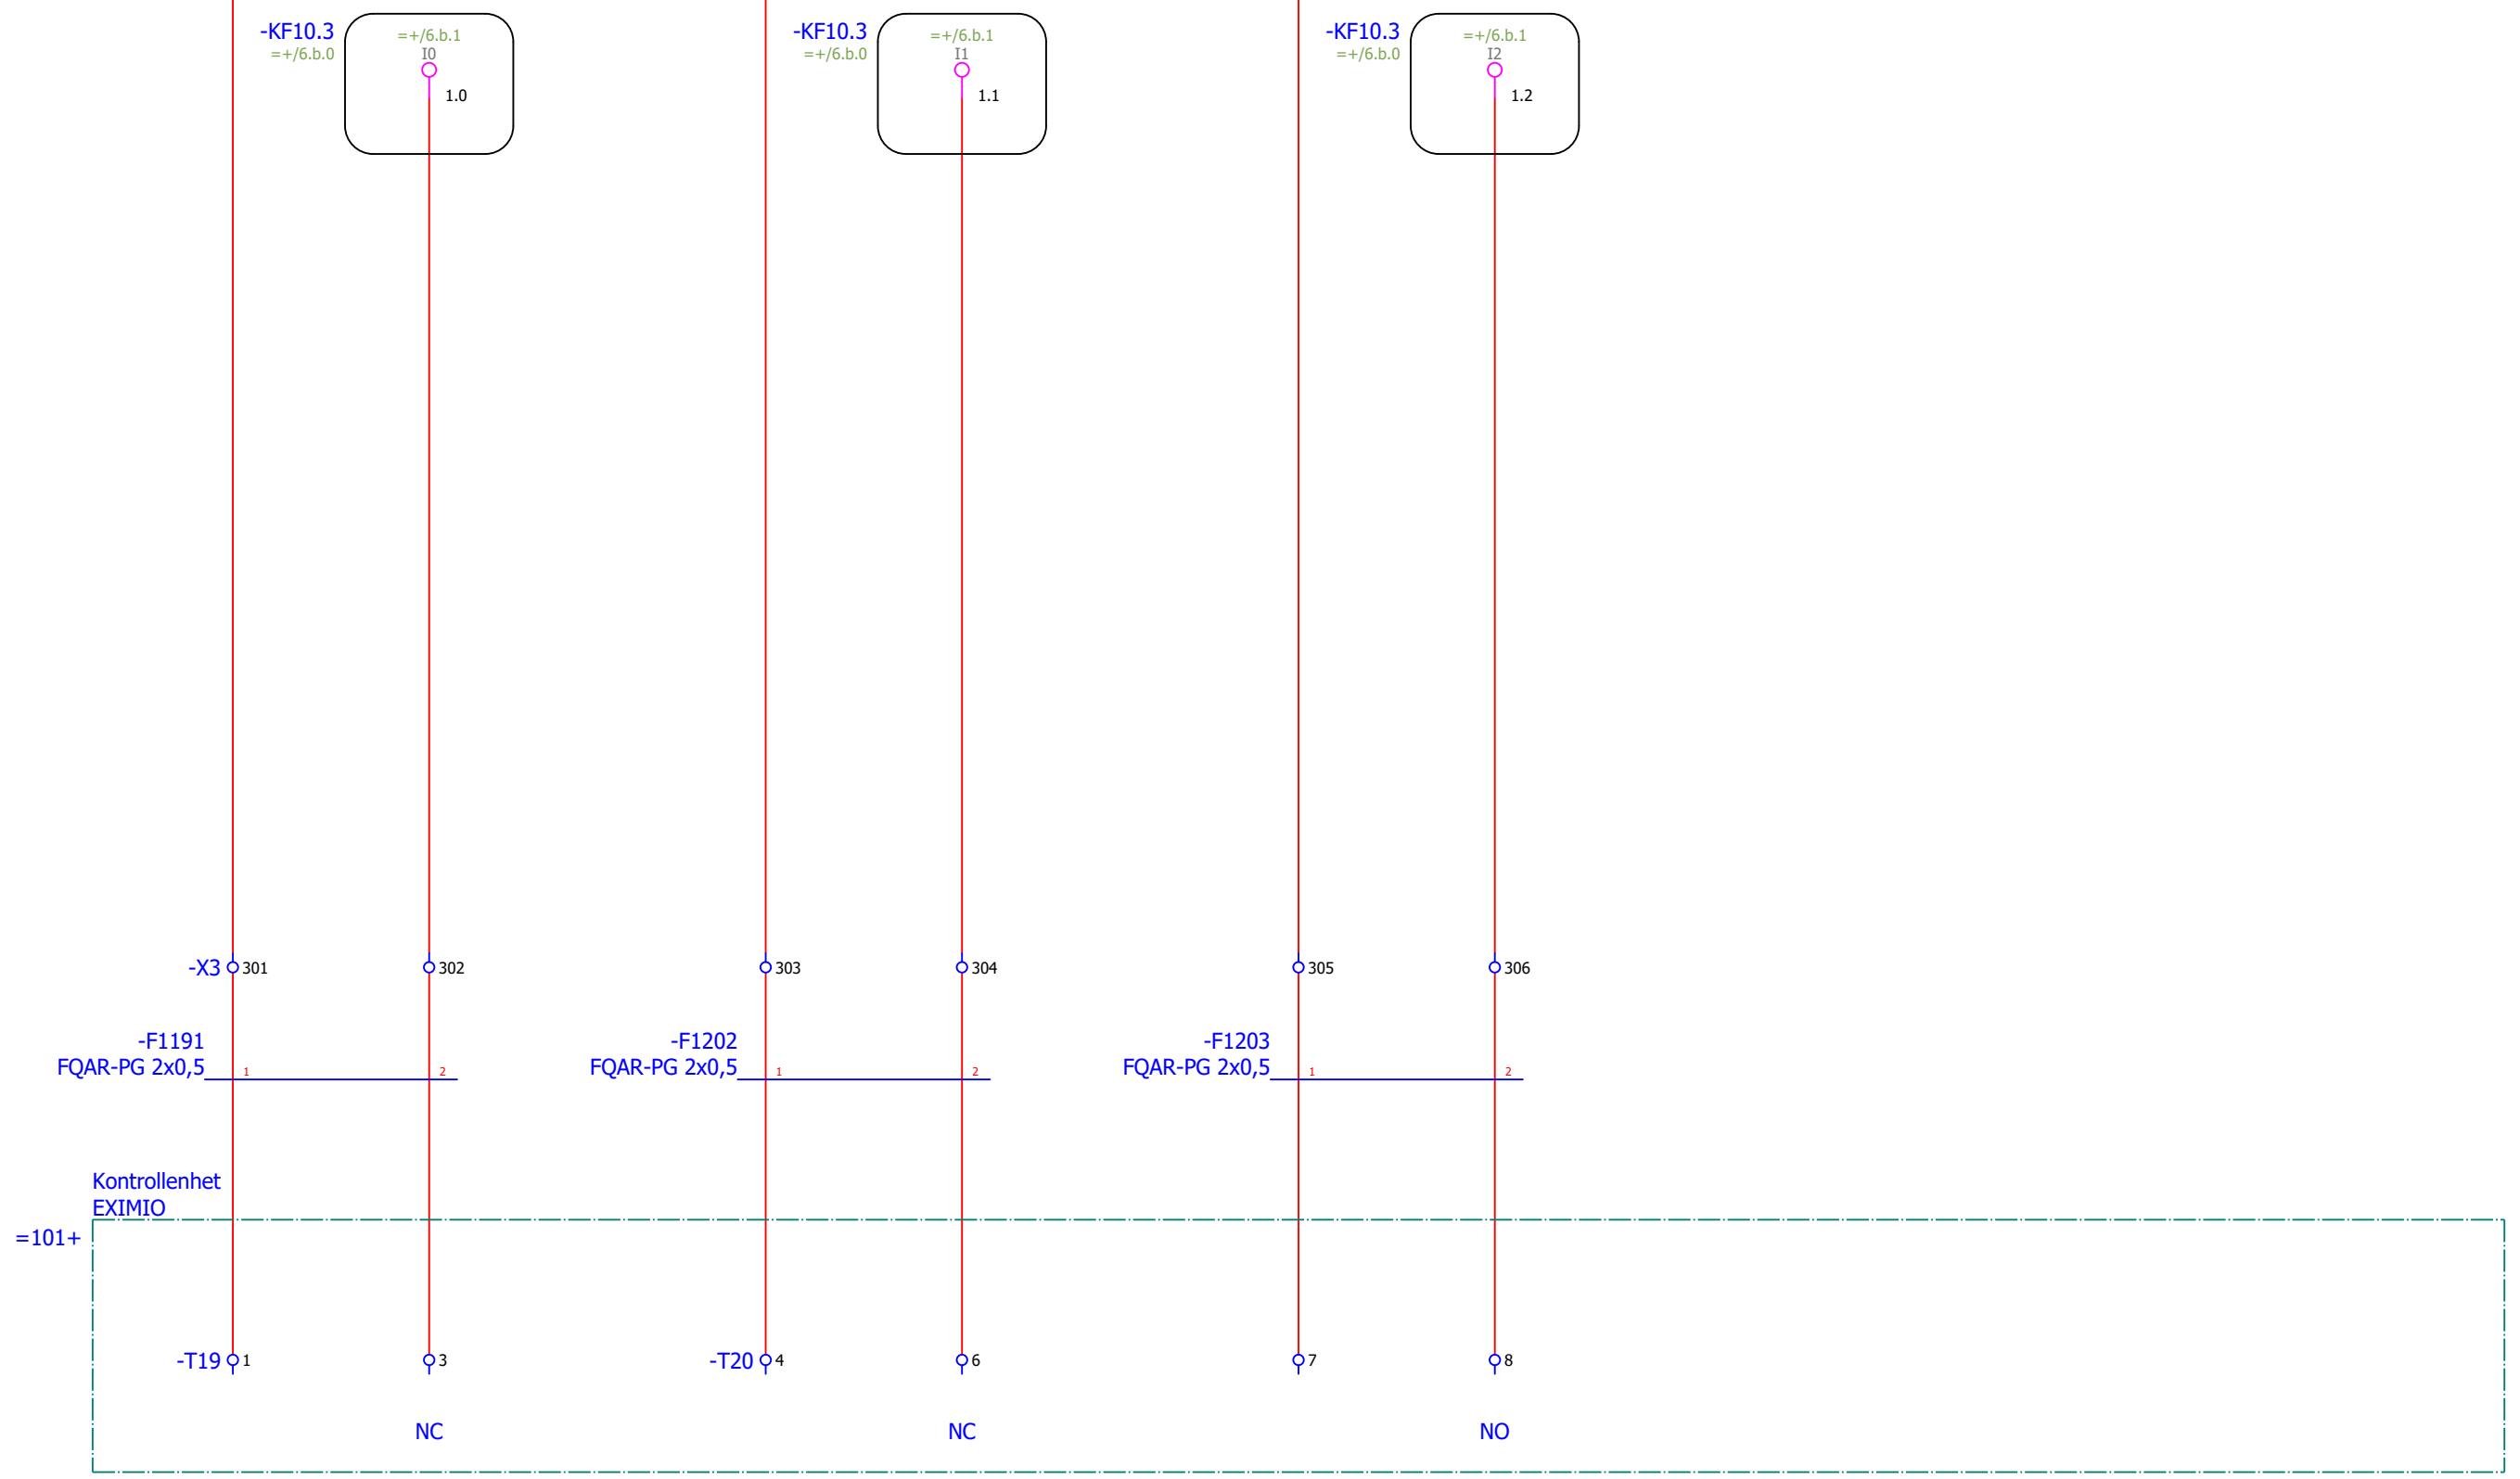 -KF10.3
=+/6.b.0
=+/6.b.1
I0
1.0
-KF10.3
=+/6.b.0
=+/6.b.1
I1
1.1
-KF10.3
=+/6.b.0
=+/6.b.1
I2
1.2
-X3 301
302
303
304
305
306
-F1191
FQAR-PG 2x0,5
1
2
-F1202
FQAR-PG 2x0,5
1
2
-F1203
FQAR-PG 2x0,5
1
2
Kontrollenhet
EXIMIO
=101+
-T19 1
3
-T20 4
6
7
8
NC
NC
NO